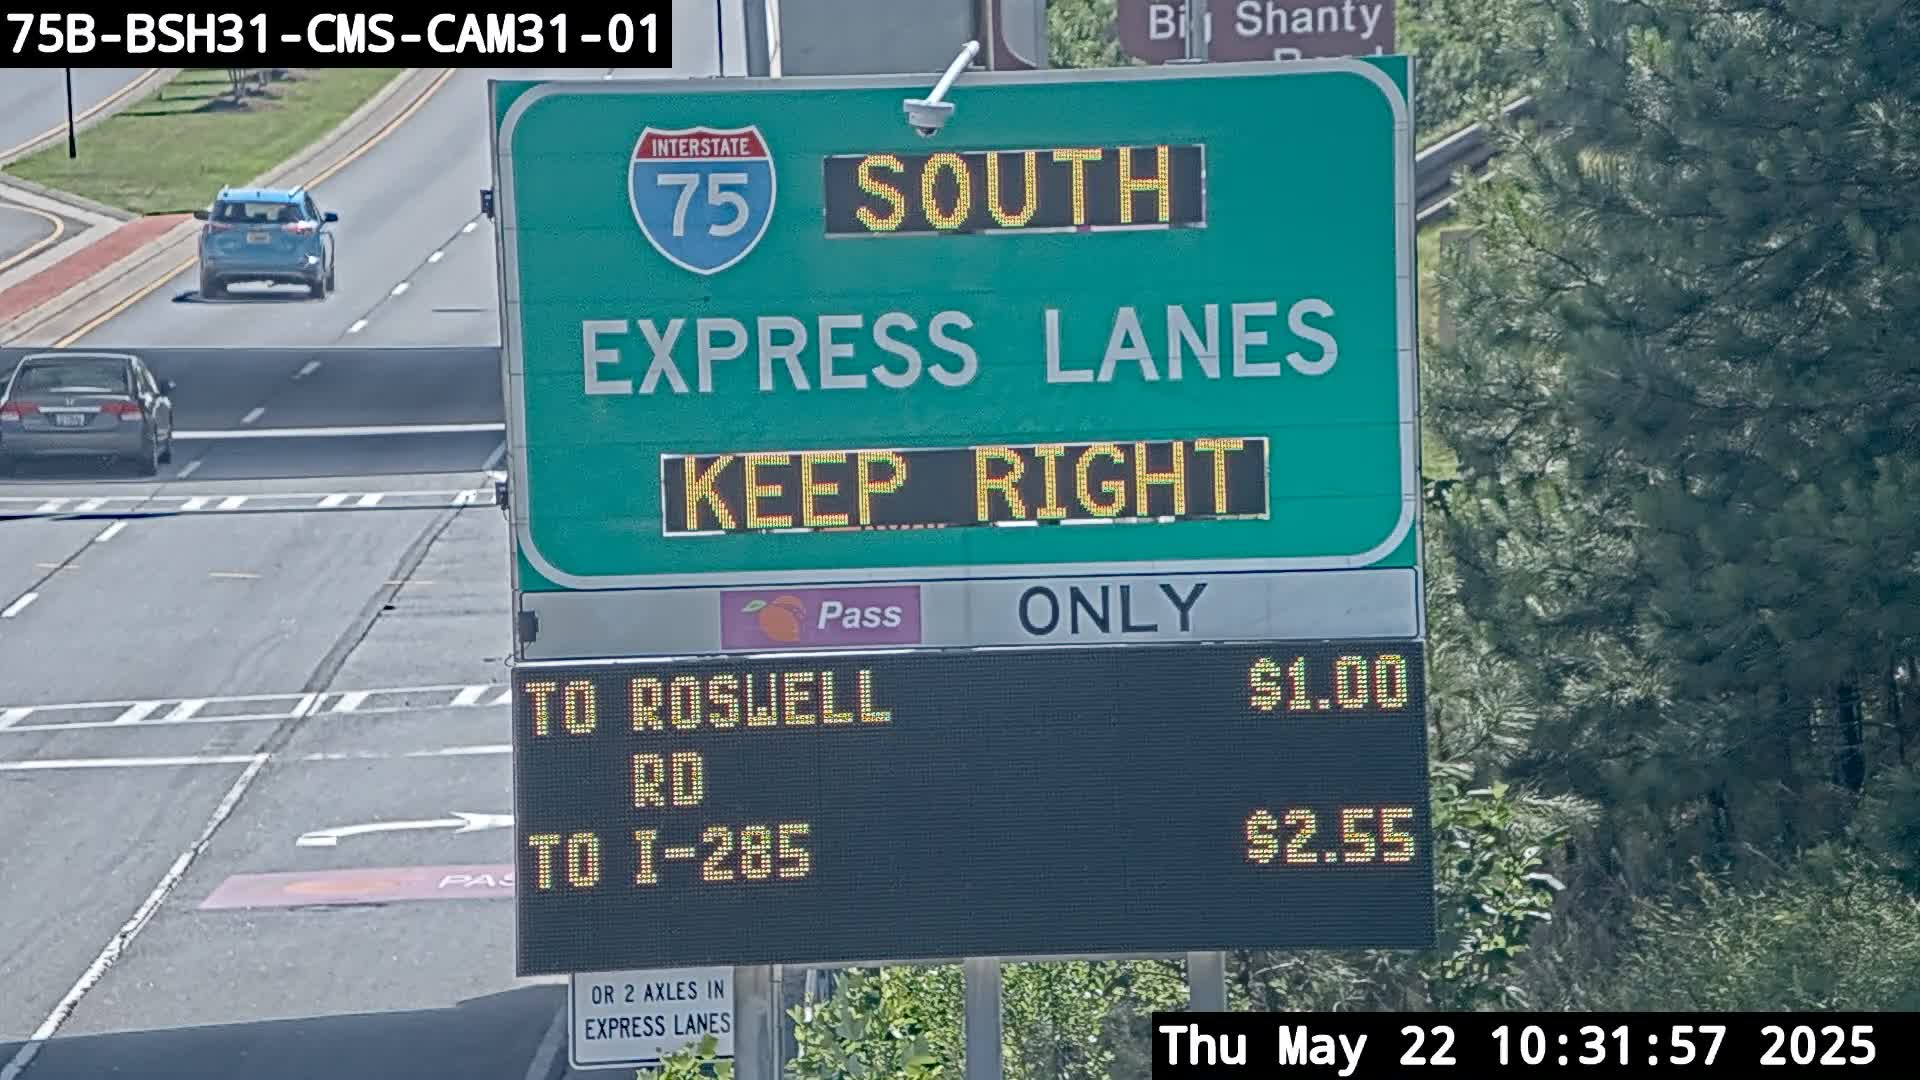 75B-BSH31-CMS-CAM31-01
Big Shanty
INTERSTATE
75
SOUTH
EXPRESS LANES
KEEP RIGHT
Pass ONLY
TO ROSWELL $1.00
RD
TO I-285 $2.55
OR 2 AXLES IN
EXPRESS LANES
Thu May 22 10:31:57 2025